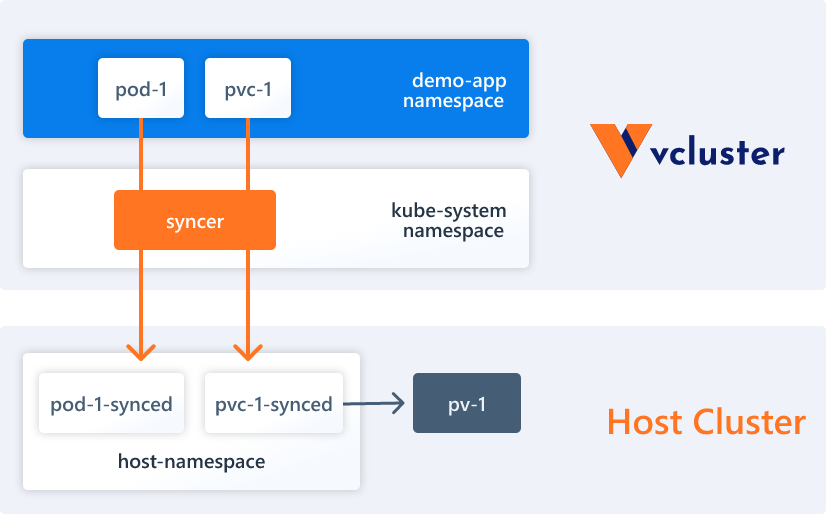 pod-1
pvc-1
demo-app
namespace
vcluster
syncer
kube-system
namespace
pod-1-synced
pvc-1-synced
pv-1
Host Cluster
host-namespace